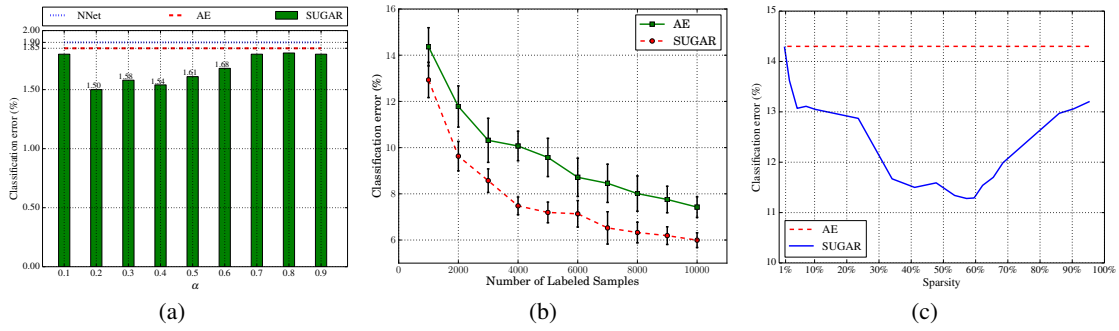 NNet AE SUGAR
2.00
1.90
1.85
1.50
1.00
0.50
0.00
Classification error (%)
1.50
1.58
1.54
1.61
1.68
0.1 0.2 0.3 0.4 0.5 0.6 0.7 0.8 0.9
α
(a)
AE
SUGAR
16
14
12
10
8
6
Classification error (%)
0 2000 4000 6000 8000 10000
Number of Labeled Samples
(b)
15
14
13
12
11
10
Classification error (%)
AE
SUGAR
1% 10% 20% 30% 40% 50% 60% 70% 80% 90% 100%
Sparsity
(c)